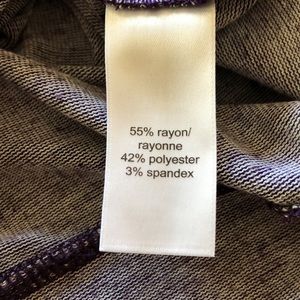 55% rayon/
rayonne
42% polyester
3% spandex